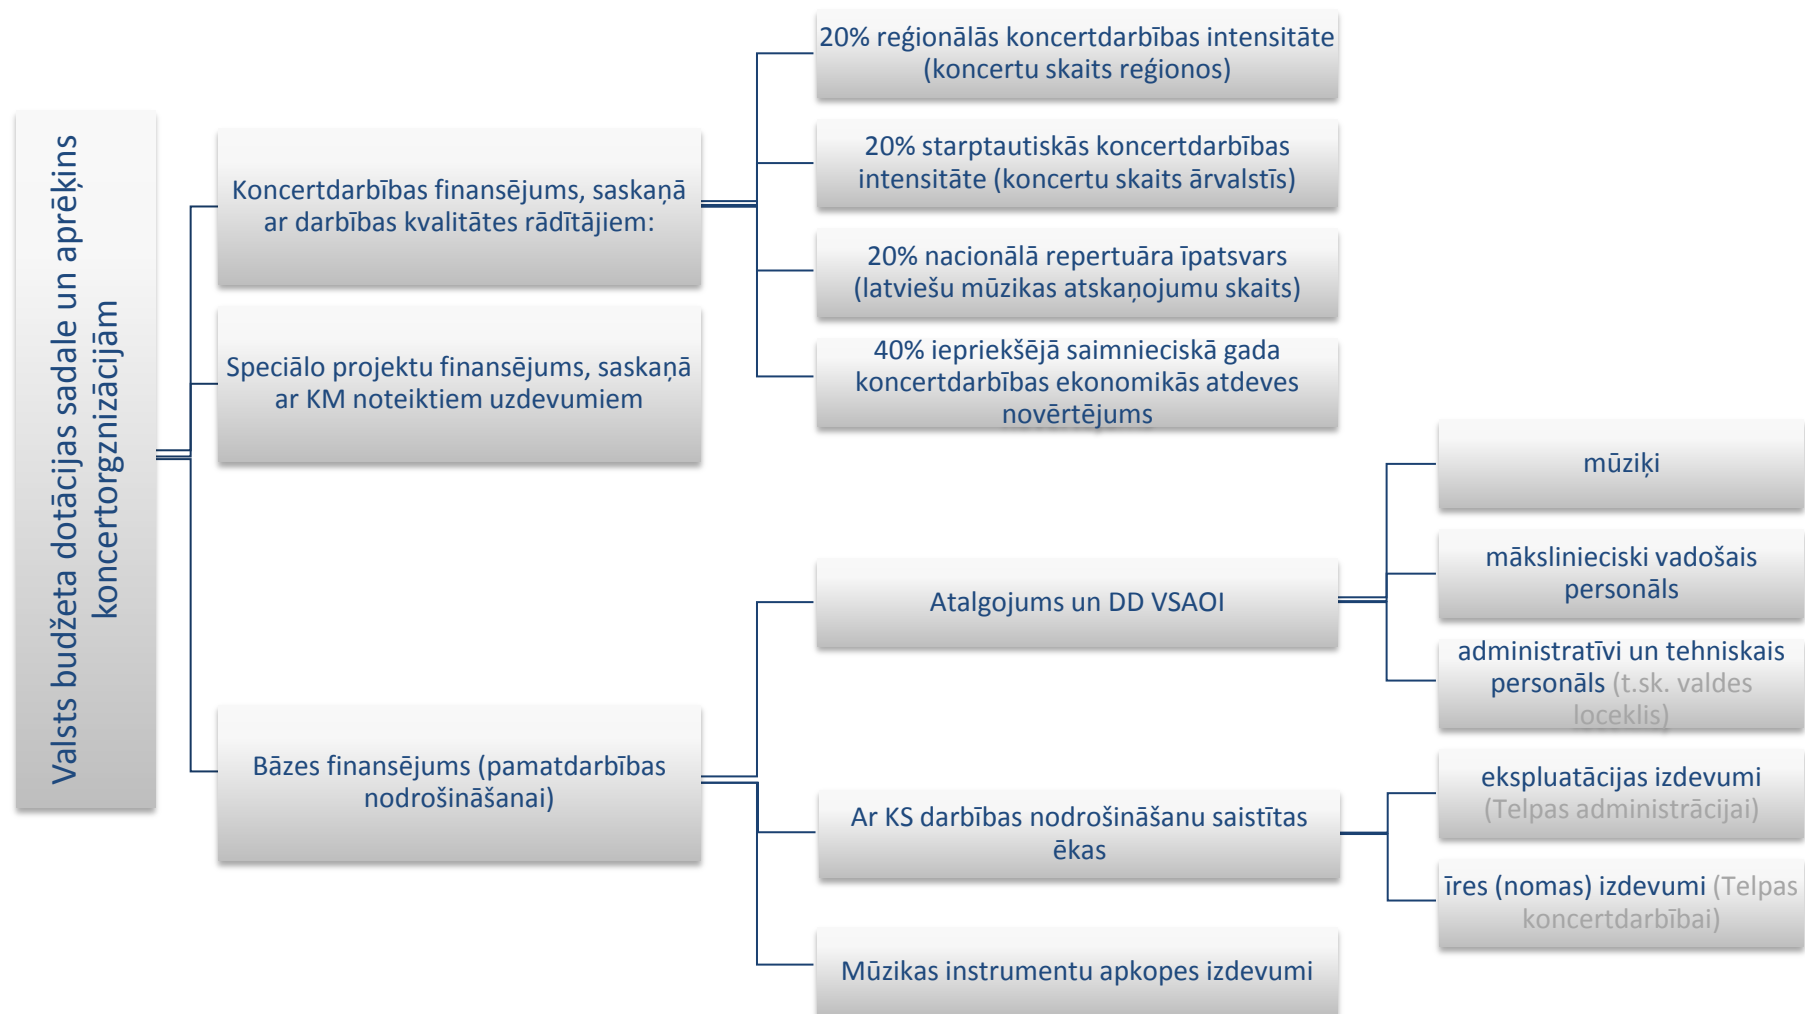 Valsts budžeta dotācijas sadale un aprēķins
koncertorgznizācijām
Koncertdarbības finansējums, saskaņā
ar darbības kvalitātes rādītājiem:
20% reģionālās koncertdarbības intensitāte
(koncertu skaits reģionos)
20% starptautiskās koncertdarbības
intensitāte (koncertu skaits ārvalstīs)
20% nacionālā repertuāra īpatsvars
(latviešu mūzikas atskaņojumu skaits)
40% iepriekšējā saimnieciskā gada
koncertdarbības ekonomikās atdeves
novērtējums
Speciālo projektu finansējums, saskaņā
ar KM noteiktiem uzdevumiem
Bāzes finansējums (pamatdarbības
nodrošināšanai)
Atalgojums un DD VSAOI
mūziķi
mākslinieciski vadošais
personāls
administratīvi un tehniskais
personāls (t.sk. valdes
loceklis)
Ar KS darbības nodrošināšanu saistītas
ēkas
ekspluatācijas izdevumi
(Telpas administrācijai)
īres (nomas) izdevumi (Telpas
koncertdarbībai)
Mūzikas instrumentu apkopes izdevumi